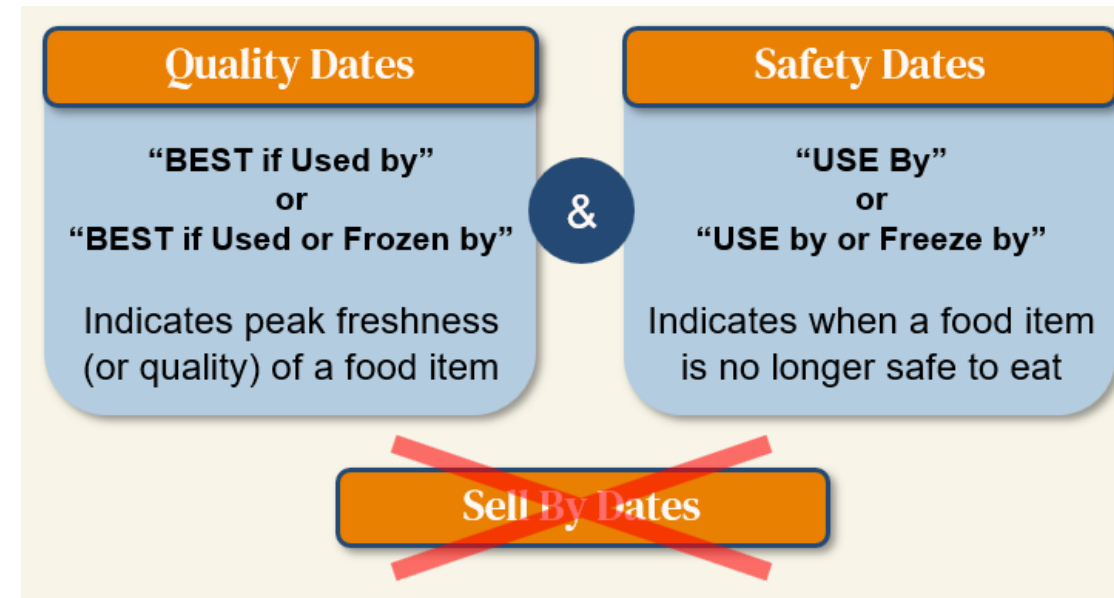 Quality Dates
“BEST if Used by”
or
“BEST if Used or Frozen by”
Indicates peak freshness
(or quality) of a food item
&
Safety Dates
“USE By”
or
“USE by or Freeze by”
Indicates when a food item
is no longer safe to eat
Sell By Dates